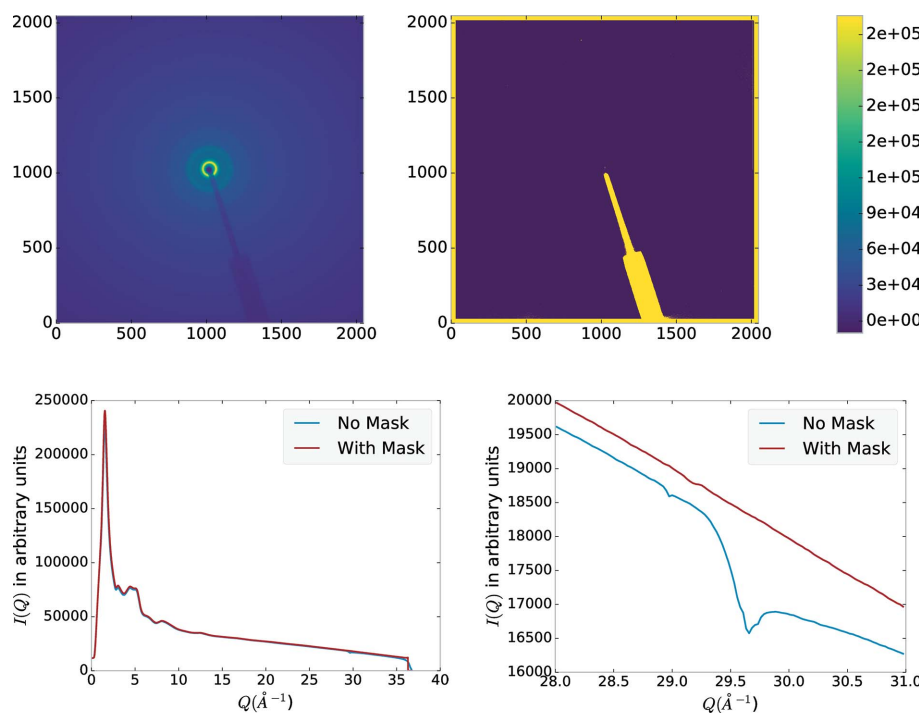 2000
1500
1000
500
0
0 500 1000 1500 2000
2000
1500
1000
500
0
0 500 1000 1500 2000
2e+05
2e+05
2e+05
2e+05
1e+05
9e+04
6e+04
3e+04
0e+00
250000
200000
150000
100000
50000
0
I(Q) in arbitrary units
No Mask
With Mask
0 5 10 15 20 25 30 35 40
Q(Å⁻¹)
20000
19500
19000
18500
18000
17500
17000
16500
16000
I(Q) in arbitrary units
No Mask
With Mask
28.0 28.5 29.0 29.5 30.0 30.5 31.0
Q(Å⁻¹)